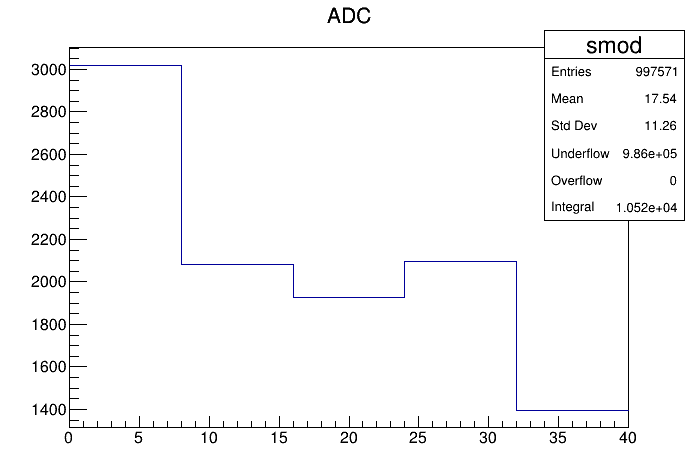 ADC
smod
Entries 997571
Mean 17.54
Std Dev 11.26
Underflow 9.86e+05
Overflow 0
Integral 1.052e+04
3000
2800
2600
2400
2200
2000
1800
1600
1400
0 5 10 15 20 25 30 35 40